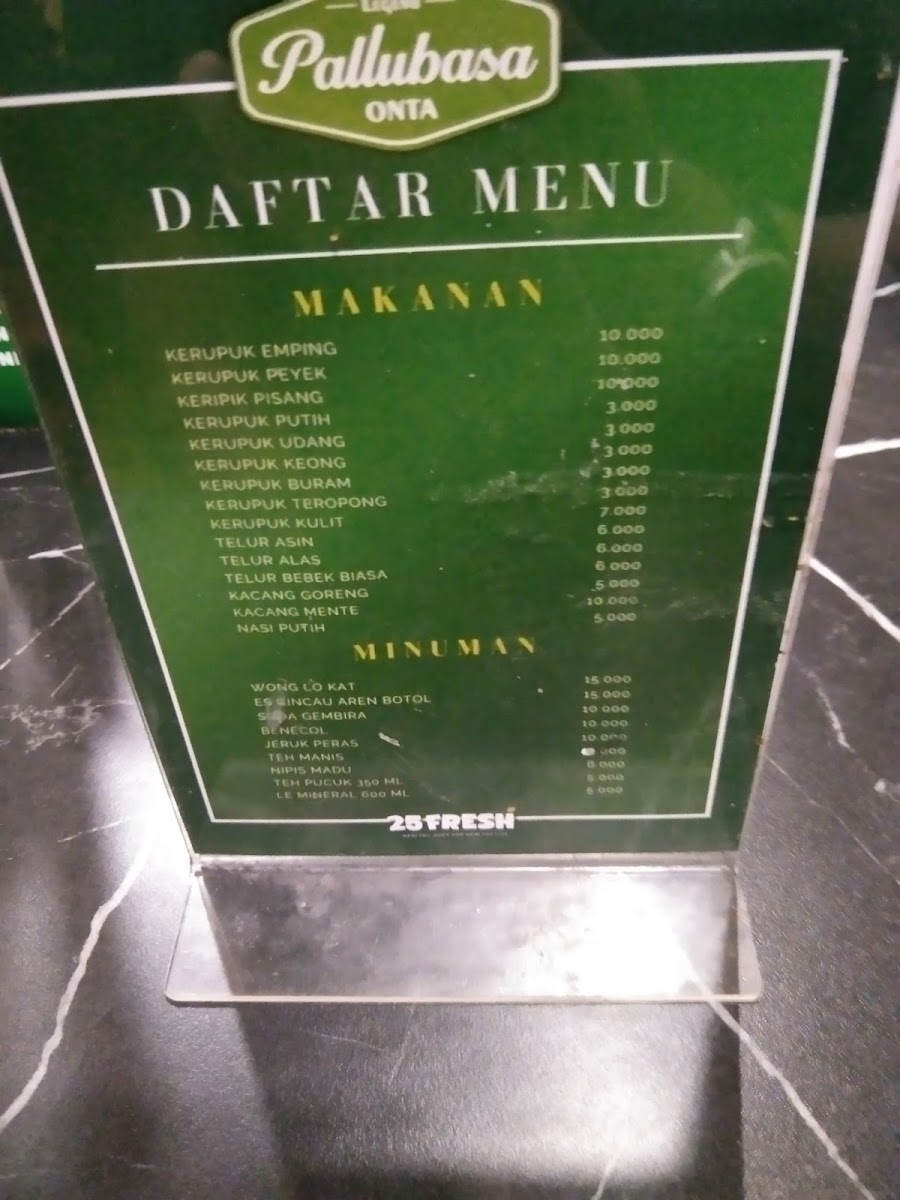 Pallubasa
ONTA
DAFTAR MENU
MAKANAN
KERUPUK EMPING 10.000
KERUPUK PEYEK 10.000
KERIPIK PISANG 10.000
KERUPUK PUTIH 3.000
KERUPUK UDANG 3.000
KERUPUK KEONG 3.000
KERUPUK BURAM 3.000
KERUPUK TEROPONG 3.000
KERUPUK KULIT 7.000
TELUR ASIN 6.000
TELUR ALAS 6.000
TELUR BEBEK BIASA 6.000
KACANG GORENG 5.000
KACANG MENTE 10.000
NASI PUTIH 5.000
MINUMAN
WONG LO KAT 15.000
ES CINCAU AREN BOTOL 15.000
SODA GEMBIRA 10.000
BENECOL 10.000
JERUK PERAS 10.000
TEH MANIS
NIPIS MADU
TEH PUCUK 350 ML 5.000
LE MINERAL 600 ML 5.000
25 FRESH